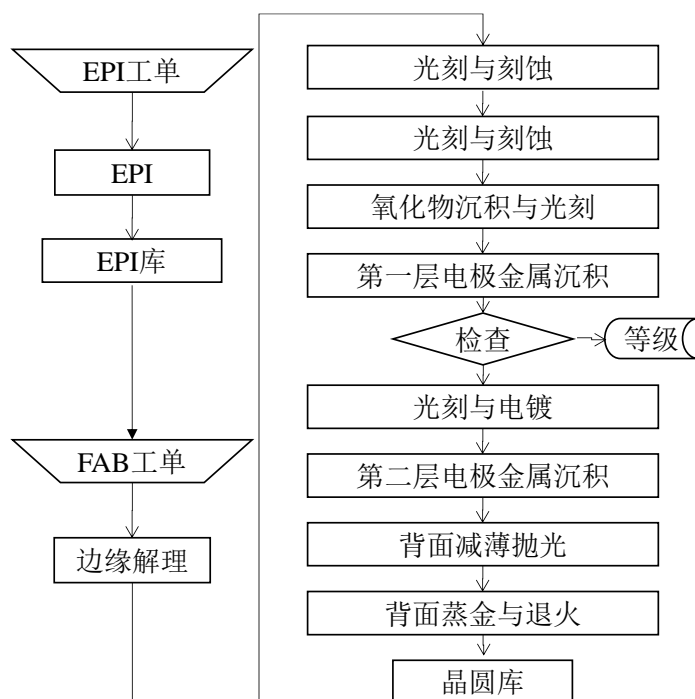 EPI工单
EPI
EPI库
FAB工单
边缘解理
光刻与刻蚀
光刻与刻蚀
氧化物沉积与光刻
第一层电极金属沉积
检查
等级
光刻与电镀
第二层电极金属沉积
背面减薄抛光
背面蒸金与退火
晶圆库